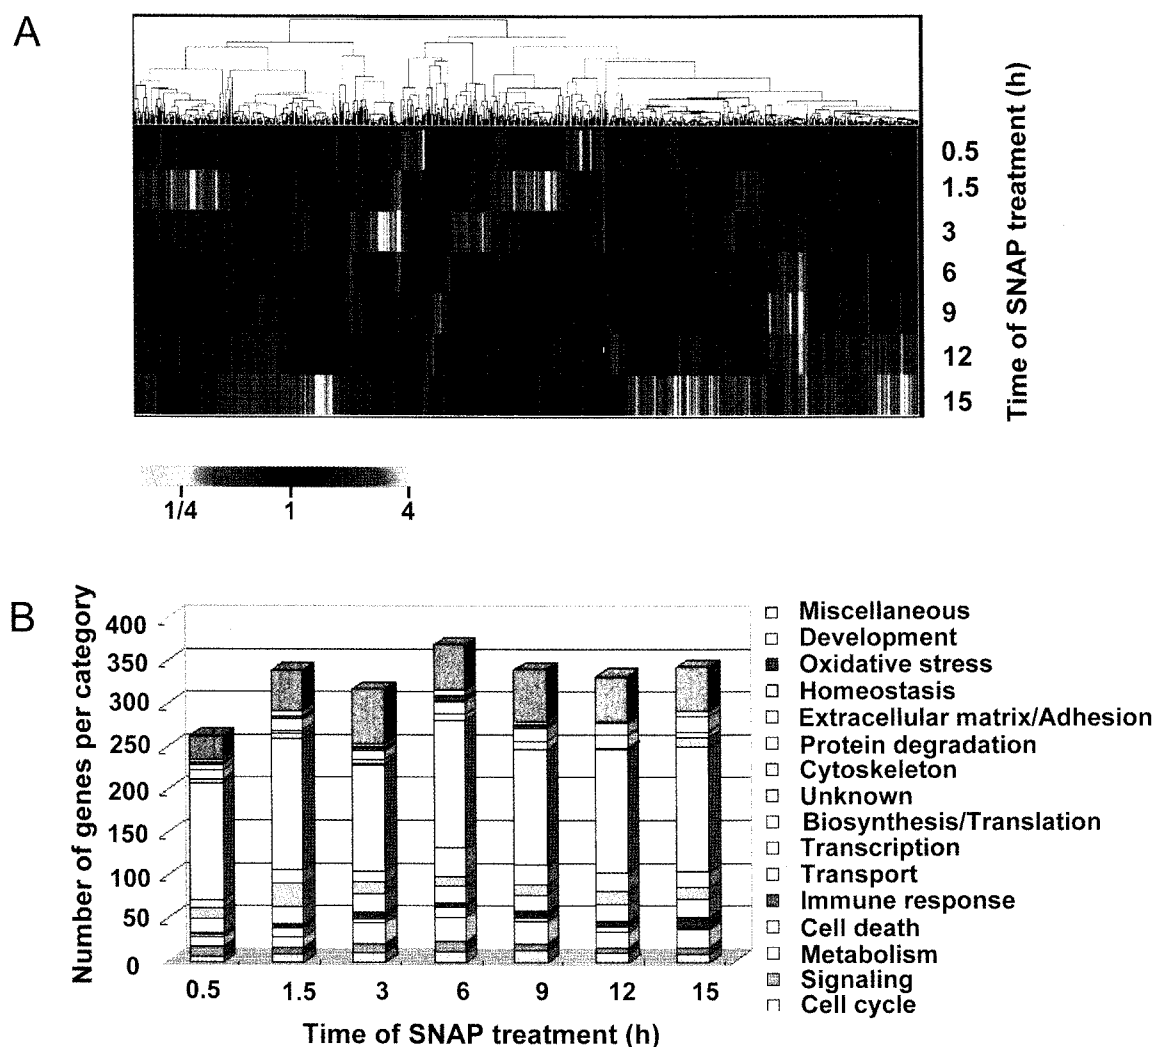 A
0.5
1.5
3
6
9
12
15
Time of SNAP treatment (h)
1/4 1 4
B
Number of genes per category
400
350
300
250
200
150
100
50
0
0.5 1.5 3 6 9 12 15
Time of SNAP treatment (h)
Miscellaneous
Development
Oxidative stress
Homeostasis
Extracellular matrix/Adhesion
Protein degradation
Cytoskeleton
Unknown
Biosynthesis/Translation
Transcription
Transport
Immune response
Cell death
Metabolism
Signaling
Cell cycle